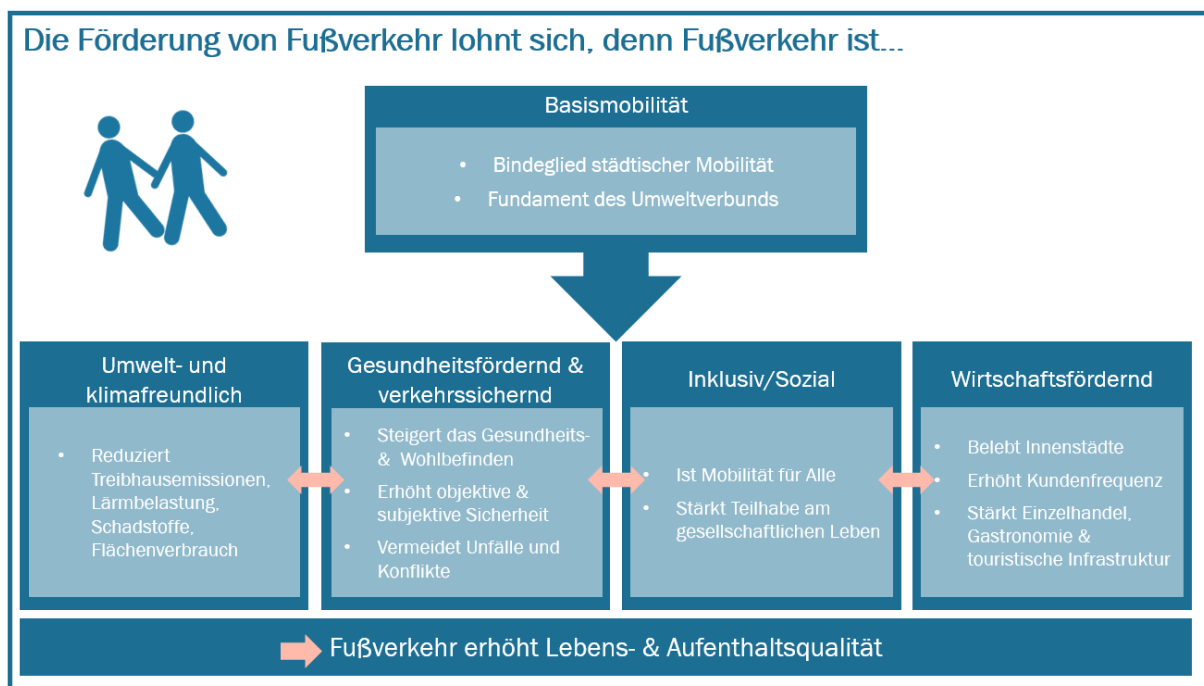 Die Förderung von Fußverkehr lohnt sich, denn Fußverkehr ist...
Basismobilität
• Bindeglied städtischer Mobilität
• Fundament des Umweltverbunds
Umwelt- und
klimafreundlich
• Reduziert
Treibhausemissionen,
Lärmbelastung,
Schadstoffe,
Flächenverbrauch
Gesundheitsfördernd &
verkehrssichernd
• Steigert das Gesundheits-
& Wohlbefinden
• Erhöht objektive &
subjektive Sicherheit
• Vermeidet Unfälle und
Konflikte
Inklusiv/Sozial
• Ist Mobilität für Alle
• Stärkt Teilhabe am
gesellschaftlichen Leben
Wirtschaftsfördernd
• Belebt Innenstädte
• Erhöht Kundenfrequenz
• Stärkt Einzelhandel,
Gastronomie &
touristische Infrastruktur
Fußverkehr erhöht Lebens- & Aufenthaltsqualität